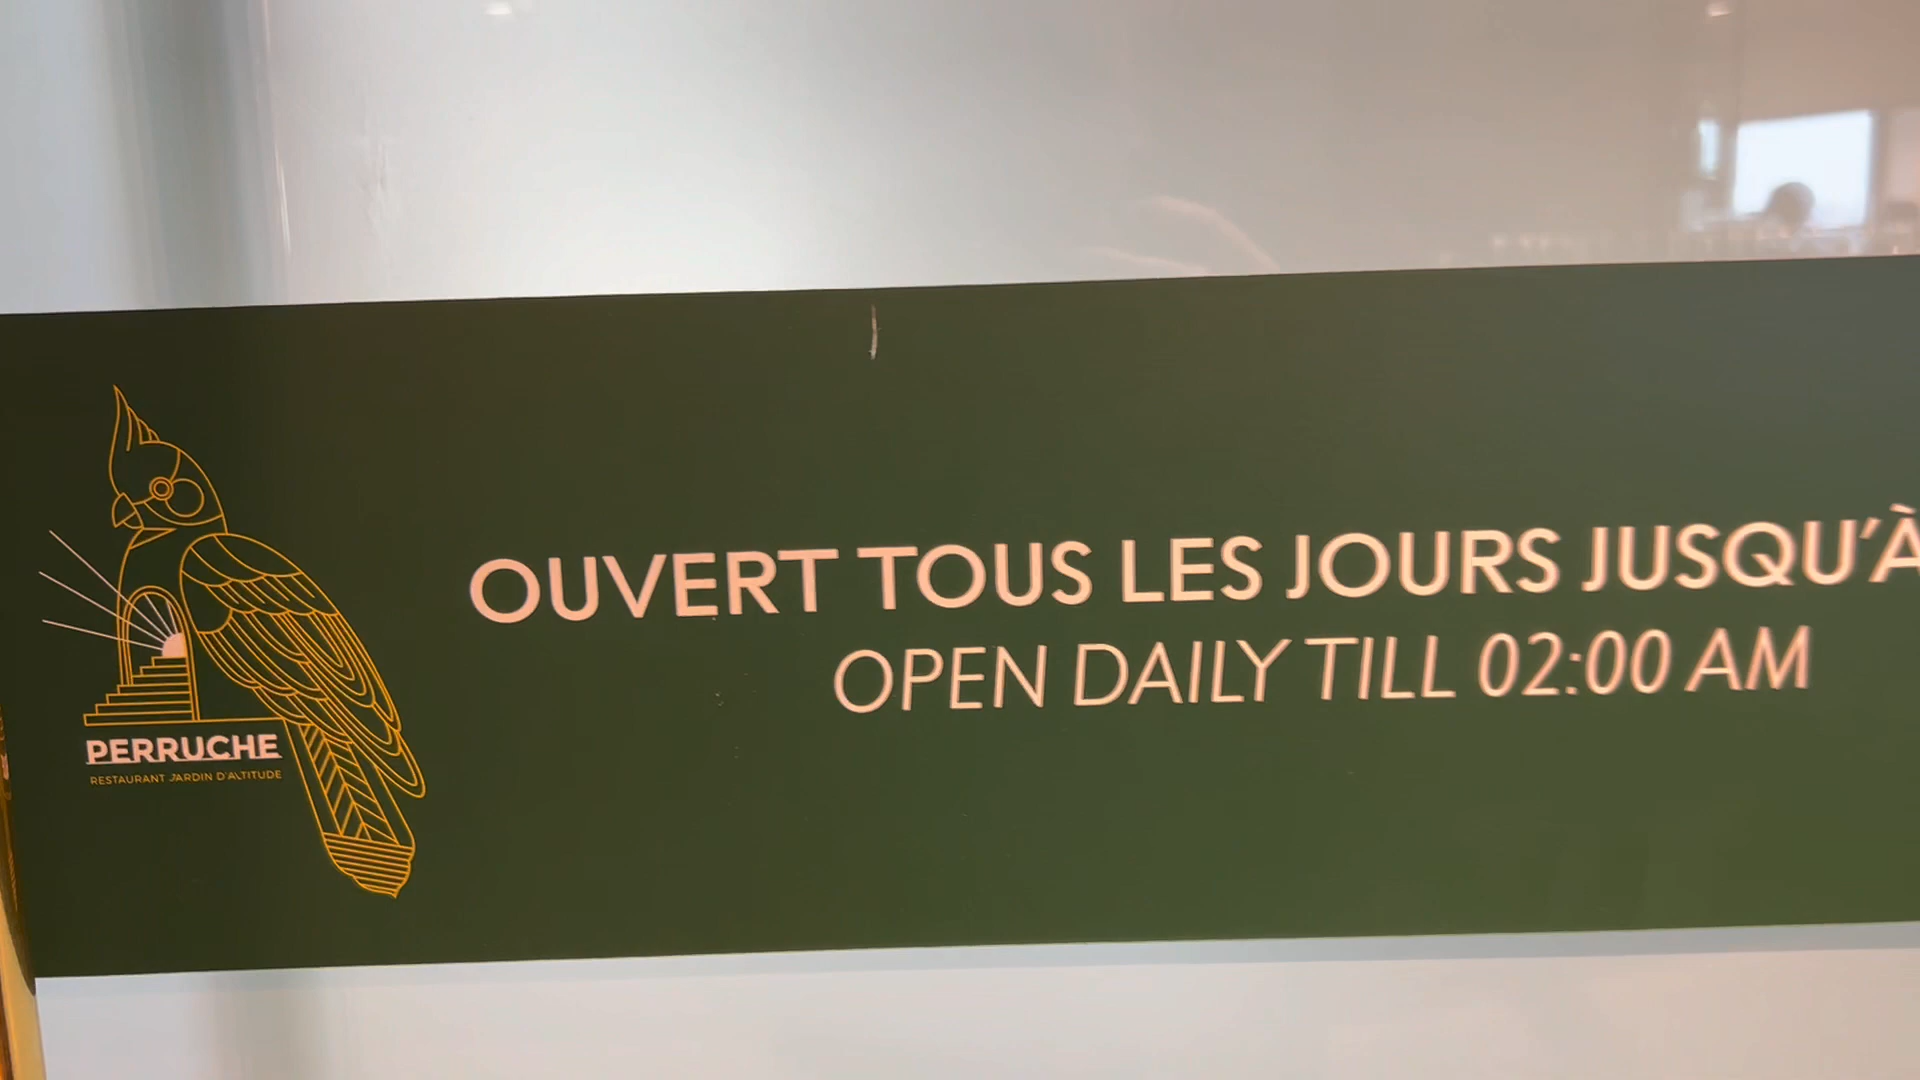 OUVERT TOUS LES JOURS JUSQU'À
OPEN DAILY TILL 02:00 AM
PERRUCHE
RESTAURANT JARDIN D'ALTITUDE